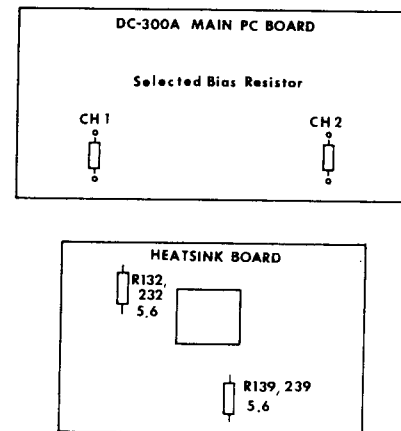 DC-300A MAIN PC BOARD
Selected Bias Resistor
CH 1
CH 2
HEATSINK BOARD
R132,
232
5.6
R139, 239
5.6